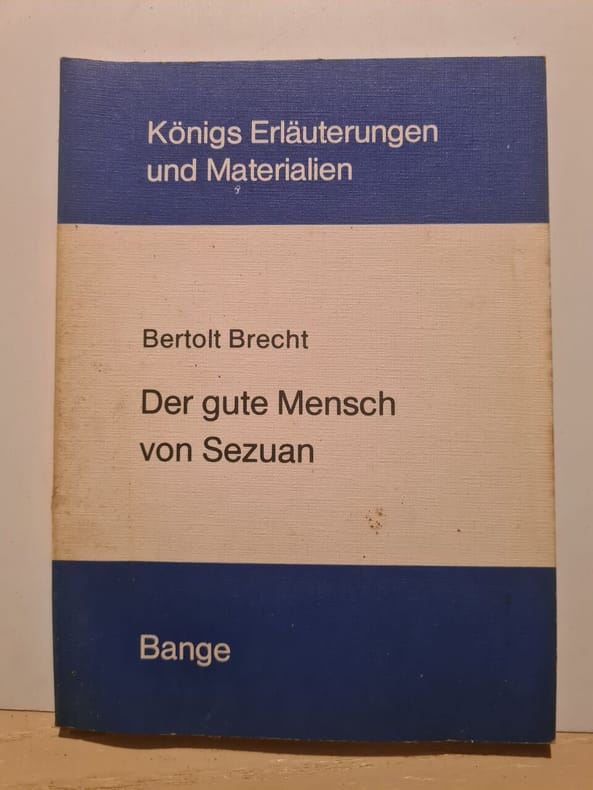 Königs Erläuterungen
und Materialien
Bertolt Brecht
Der gute Mensch
von Sezuan
Bange